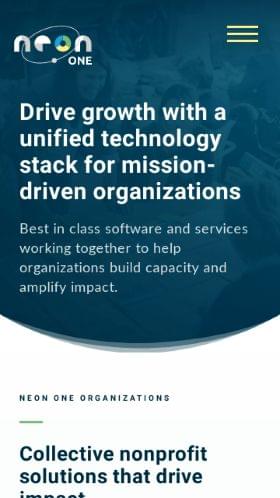 neon
ONE
Drive growth with a
unified technology
stack for mission-
driven organizations
Best in class software and services
working together to help
organizations build capacity and
amplify impact.
NEON ONE ORGANIZATIONS
Collective nonprofit
solutions that drive
impact